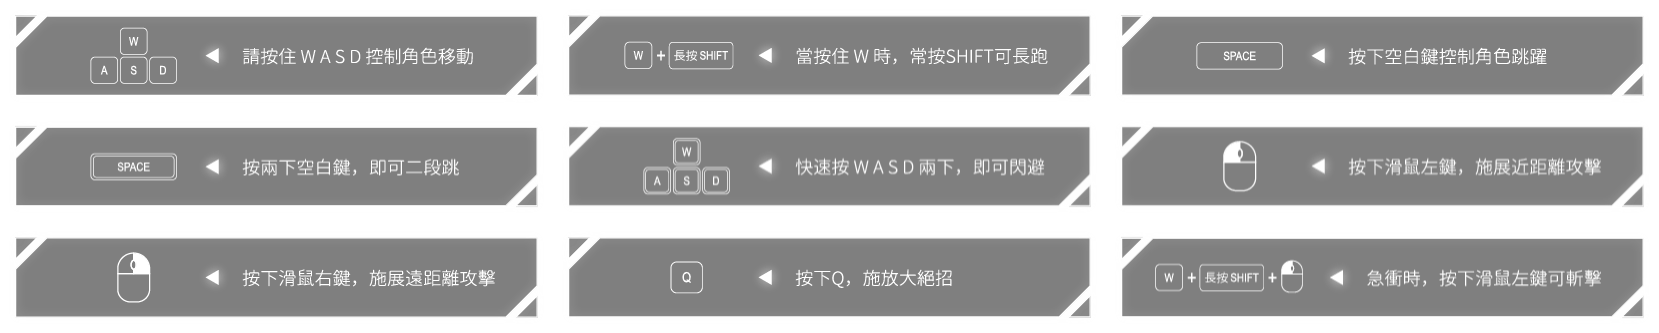 W
A S D
請按住 W A S D 控制角色移動
W + 長按 SHIFT
當按住 W 時，常按SHIFT可長跑
SPACE
按下空白鍵控制角色跳躍
SPACE
按兩下空白鍵，即可二段跳
W
A S D
快速按 W A S D 兩下，即可閃避
按下滑鼠左鍵，施展近距離攻擊
按下滑鼠右鍵，施展遠距離攻擊
Q
按下Q，施放大絕招
W + 長按 SHIFT +
急衝時，按下滑鼠左鍵可斬擊